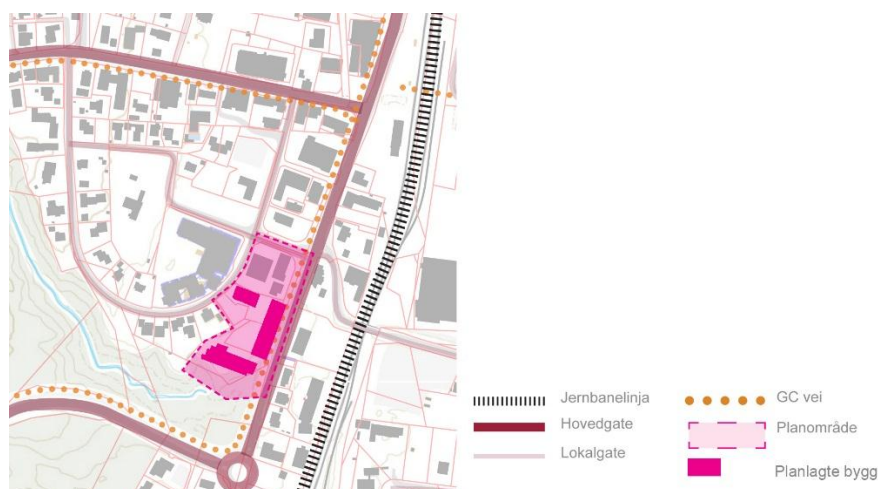 Jernbanelinja
Hovedgate
Lokalgate
GC vei
Planområde
Planlagte bygg